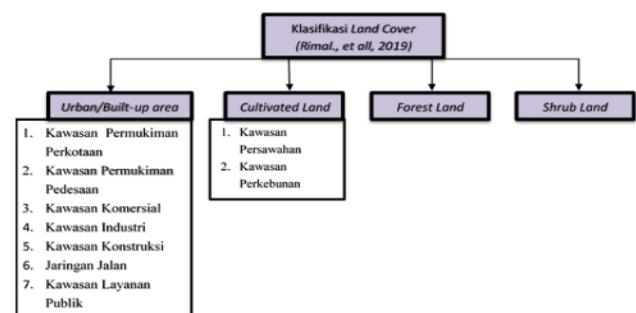 Klasifikasi Land Cover
(Rimal., et all, 2019)
Urban/Built-up area
1. Kawasan Permukiman
Perkotaan
2. Kawasan Permukiman
Pedesaan
3. Kawasan Komersial
4. Kawasan Industri
5. Kawasan Konstruksi
6. Jaringan Jalan
7. Kawasan Layanan
Publik
Cultivated Land
1. Kawasan
Persawahan
2. Kawasan
Perkebunan
Forest Land
Shrub Land